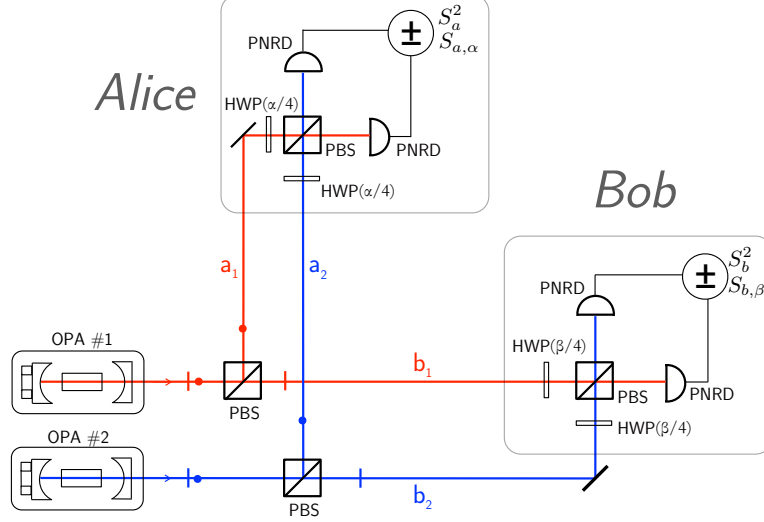 Alice
PNRD
S_a^2
S_{a,α}
±
HWP(α/4)
PBS
PNRD
HWP(α/4)
Bob
a_1
a_2
PNRD
S_b^2
S_{b,β}
±
OPA #1
b_1
HWP(β/4)
PBS
PBS
PNRD
HWP(β/4)
OPA #2
PBS
b_2